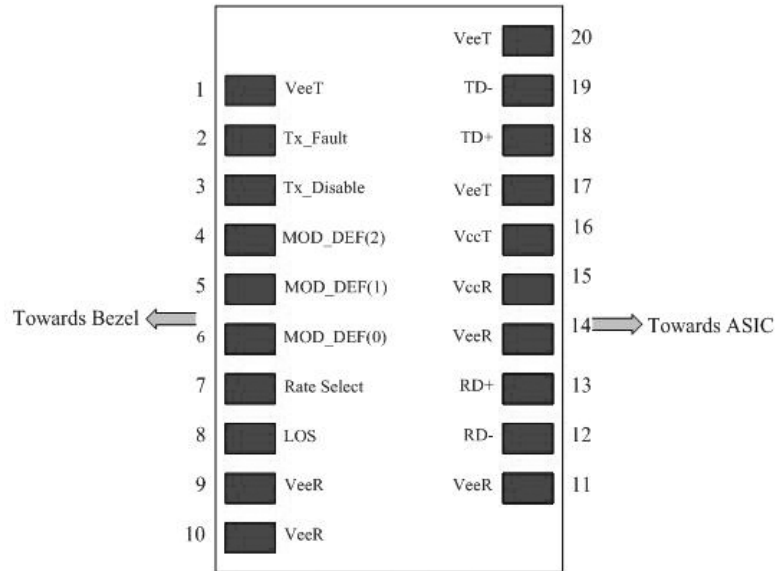 VeeT 20
1 VeeT TD- 19
2 Tx_Fault TD+ 18
3 Tx_Disable VeeT 17
4 MOD_DEF(2) VccT 16
5 MOD_DEF(1) VccR 15
Towards Bezel
6 MOD_DEF(0) VeeR 14
Towards ASIC
7 Rate Select RD+ 13
8 LOS RD- 12
9 VeeR VeeR 11
10 VeeR